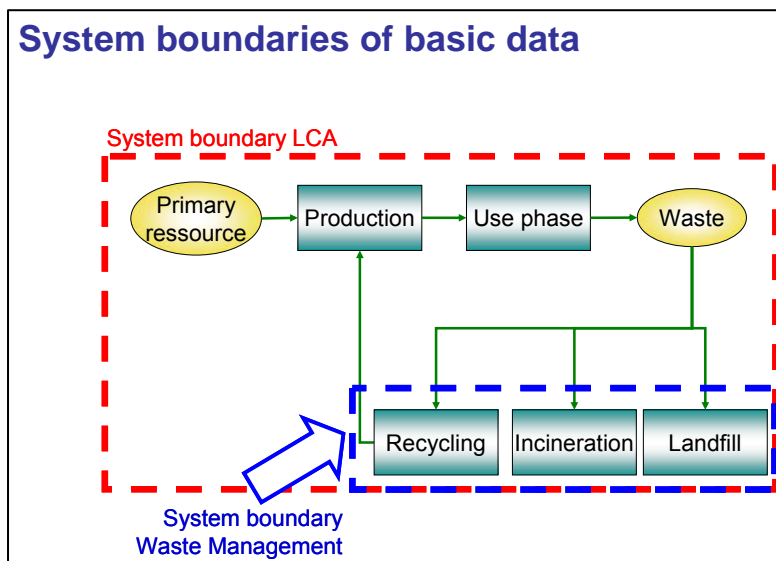 System boundaries of basic data
System boundary LCA
Primary
ressource
Production
Use phase
Waste
Recycling
Incineration
Landfill
System boundary
Waste Management